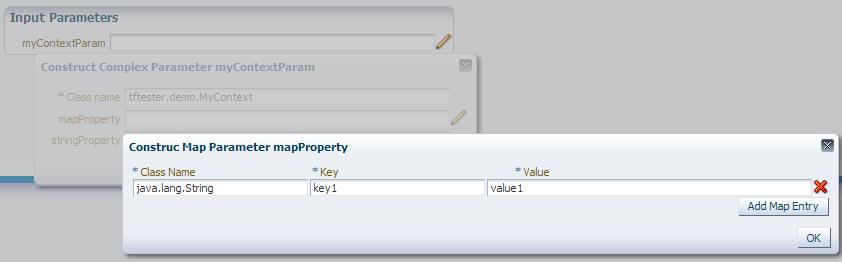 Input Parameters
myContextParam
Construct Complex Parameter myContextParam
* Class name tftester.demo.MyContext
mapProperty
stringProperty
Construc Map Parameter mapProperty
* Class Name * Key * Value
java.lang.String key1 value1
Add Map Entry
OK